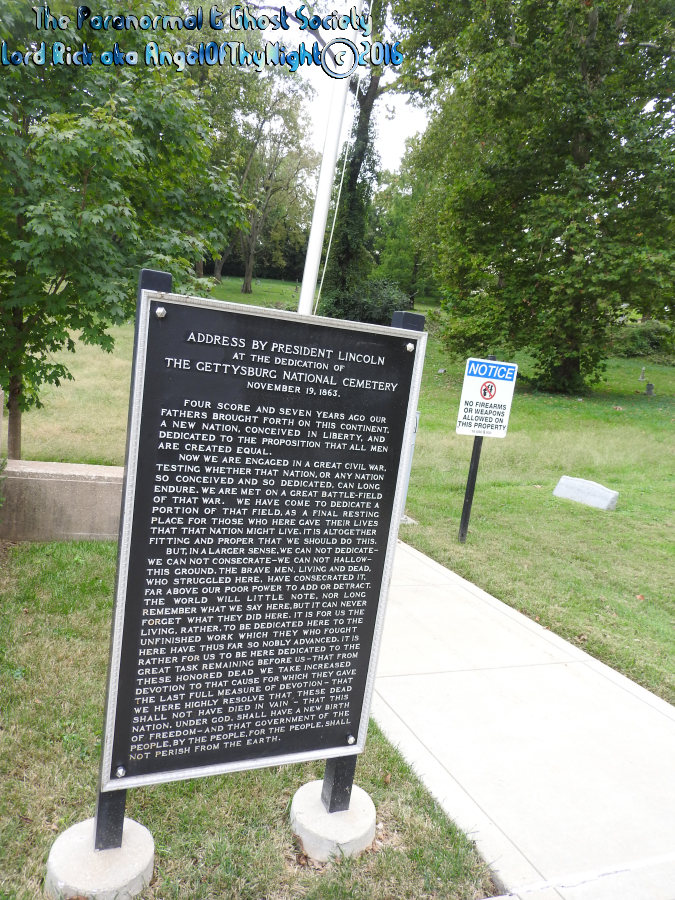 The Paranormal & Ghost Society
Lord Rick aka AngelOfThyNight © 2016
ADDRESS BY PRESIDENT LINCOLN
AT THE DEDICATION OF
THE GETTYSBURG NATIONAL CEMETERY
NOVEMBER 19, 1863.
FOUR SCORE AND SEVEN YEARS AGO OUR
FATHERS BROUGHT FORTH ON THIS CONTINENT,
A NEW NATION, CONCEIVED IN LIBERTY, AND
DEDICATED TO THE PROPOSITION THAT ALL MEN
ARE CREATED EQUAL.
NOW WE ARE ENGAGED IN A GREAT CIVIL WAR,
TESTING WHETHER THAT NATION, OR ANY NATION
SO CONCEIVED AND SO DEDICATED, CAN LONG
ENDURE. WE ARE MET ON A GREAT BATTLE-FIELD
OF THAT WAR. WE HAVE COME TO DEDICATE A
PORTION OF THAT FIELD, AS A FINAL RESTING
PLACE FOR THOSE WHO HERE GAVE THEIR LIVES
THAT THAT NATION MIGHT LIVE. IT IS ALTOGETHER
FITTING AND PROPER THAT WE SHOULD DO THIS.
BUT, IN A LARGER SENSE, WE CAN NOT DEDICATE-
WE CAN NOT CONSECRATE-WE CAN NOT HALLOW-
THIS GROUND. THE BRAVE MEN, LIVING AND DEAD,
WHO STRUGGLED HERE, HAVE CONSECRATED IT,
FAR ABOVE OUR POOR POWER TO ADD OR DETRACT.
THE WORLD WILL LITTLE NOTE, NOR LONG
REMEMBER WHAT WE SAY HERE, BUT IT CAN NEVER
FORGET WHAT THEY DID HERE. IT IS FOR US THE
LIVING, RATHER, TO BE DEDICATED HERE TO THE
UNFINISHED WORK WHICH THEY WHO FOUGHT
HERE HAVE THUS FAR SO NOBLY ADVANCED. IT IS
RATHER FOR US TO BE HERE DEDICATED TO THE
GREAT TASK REMAINING BEFORE US-THAT FROM
THESE HONORED DEAD WE TAKE INCREASED
DEVOTION TO THAT CAUSE FOR WHICH THEY GAVE
THE LAST FULL MEASURE OF DEVOTION-THAT
WE HERE HIGHLY RESOLVE THAT THESE DEAD
SHALL NOT HAVE DIED IN VAIN - THAT THIS
NATION, UNDER GOD, SHALL HAVE A NEW BIRTH
OF FREEDOM-AND THAT GOVERNMENT OF THE
PEOPLE, BY THE PEOPLE, FOR THE PEOPLE, SHALL
NOT PERISH FROM THE EARTH.
NOTICE
NO FIREARMS
OR WEAPONS
ALLOWED ON
THIS PROPERTY